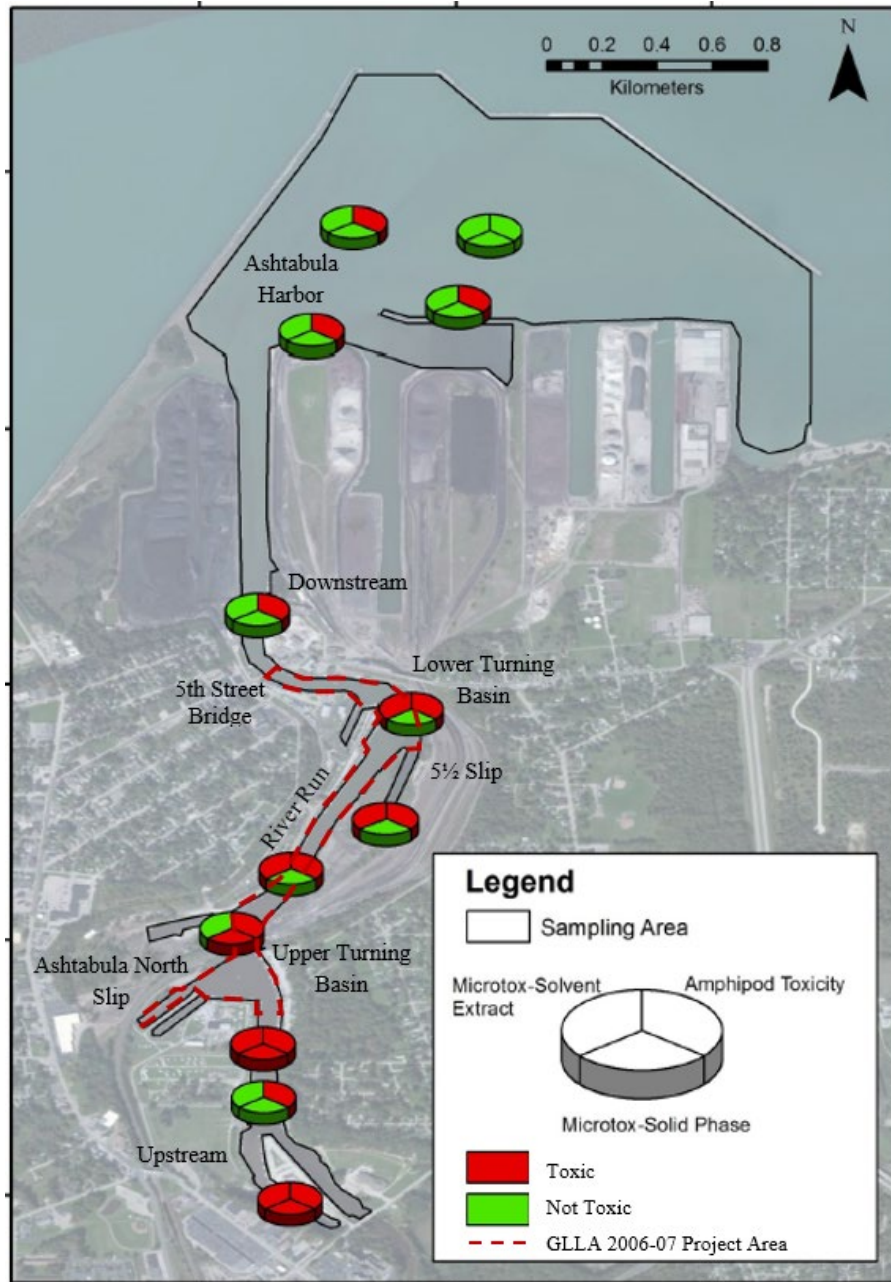 N
0 0.2 0.4 0.6 0.8
Kilometers
Ashtabula
Harbor
Downstream
5th Street
Bridge
Lower Turning
Basin
5½ Slip
River Run
Ashtabula North
Slip
Upper Turning
Basin
Upstream
Legend
Sampling Area
Microtox-Solvent
Extract
Amphipod Toxicity
Microtox-Solid Phase
Toxic
Not Toxic
GLLA 2006-07 Project Area